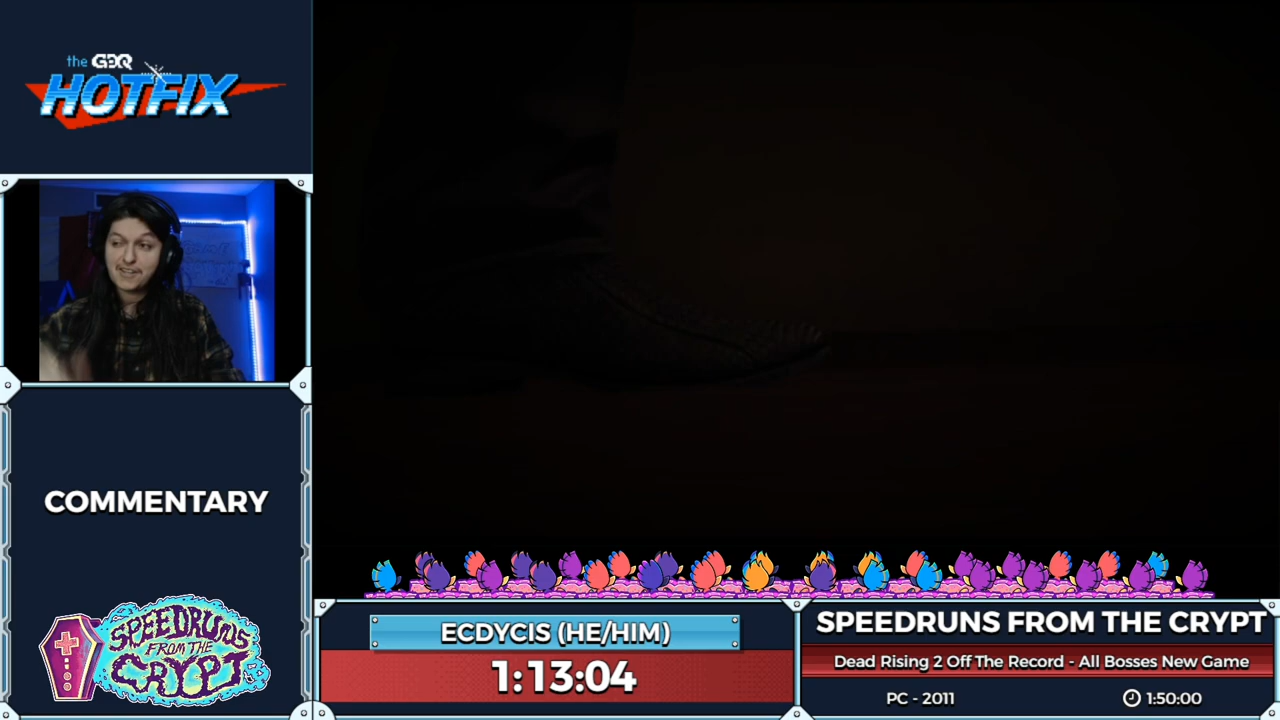 the GDQ
HOTFIX
COMMENTARY
SPEEDRUNS
FROM THE
CRYPT
ECDYCIS (HE/HIM)
1:13:04
SPEEDRUNS FROM THE CRYPT
Dead Rising 2 Off The Record - All Bosses New Game
PC - 2011
1:50:00